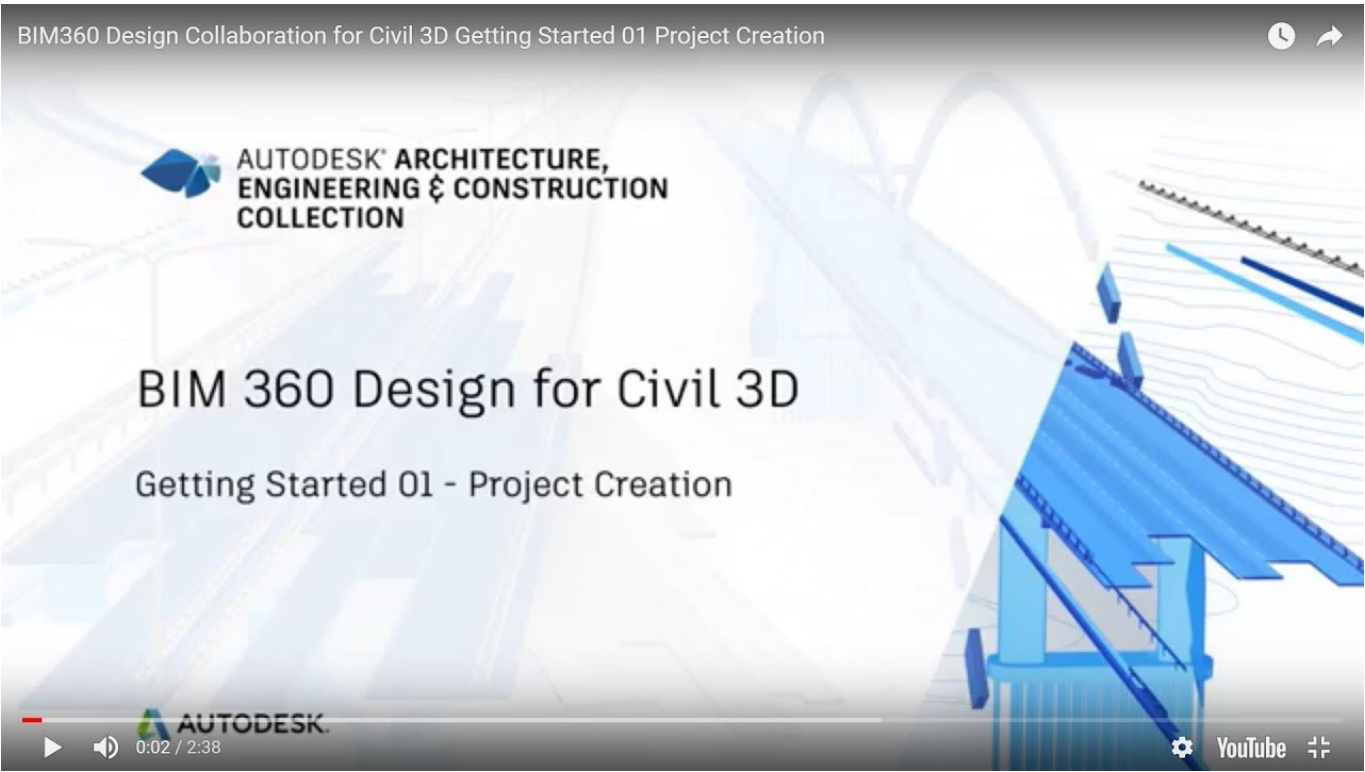 BIM360 Design Collaboration for Civil 3D Getting Started 01 Project Creation
AUTODESK® ARCHITECTURE,
ENGINEERING & CONSTRUCTION
COLLECTION
BIM 360 Design for Civil 3D
Getting Started 01 - Project Creation
AUTODESK.
0:02 / 2:38
YouTube